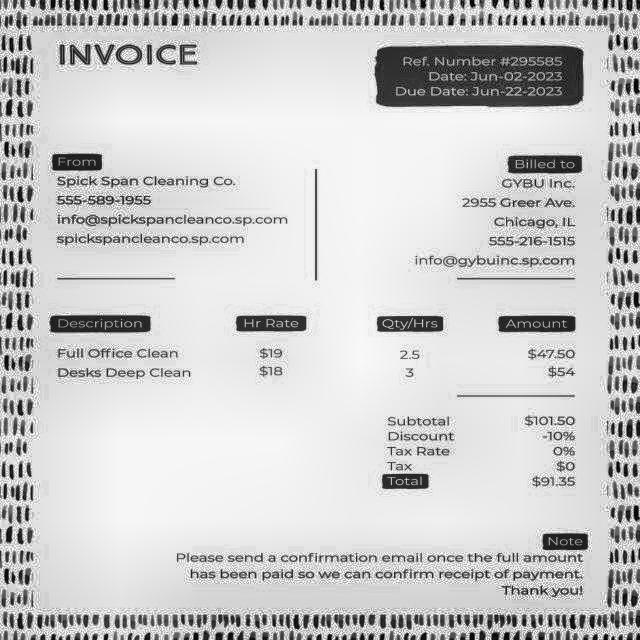 INVOICE
Ref. Number #295585
Date: Jun-02-2023
Due Date: Jun-22-2023
From
Spick Span Cleaning Co.
555-589-1955
info@spickspancleanco.sp.com
spickspancleanco.sp.com
Billed to
GYBU Inc.
2955 Greer Ave.
Chicago, IL
555-216-1515
info@gybuinc.sp.com
Description Hr Rate Qty/Hrs Amount
Full Office Clean $19 2.5 $47.50
Desks Deep Clean $18 3 $54
Subtotal $101.50
Discount -10%
Tax Rate 0%
Tax $0
Total $91.35
Note
Please send a confirmation email once the full amount
has been paid so we can confirm receipt of payment.
Thank you!